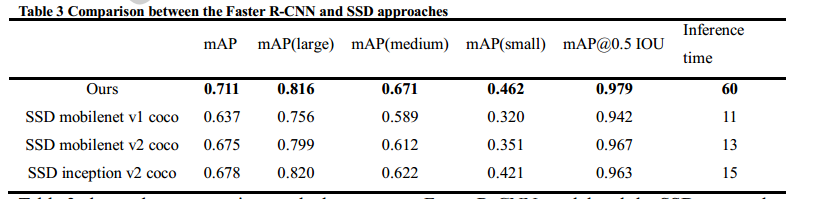 Table 3 Comparison between the Faster R-CNN and SSD approaches
mAP mAP(large) mAP(medium) mAP(small) mAP@0.5 IOU Inference time
Ours 0.711 0.816 0.671 0.462 0.979 60
SSD mobilenet v1 coco 0.637 0.756 0.589 0.320 0.942 11
SSD mobilenet v2 coco 0.675 0.799 0.612 0.351 0.967 13
SSD inception v2 coco 0.678 0.820 0.622 0.421 0.963 15